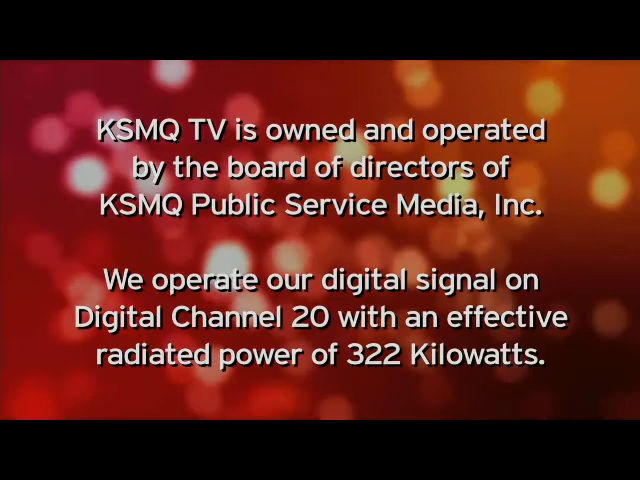 KSMQ TV is owned and operated
by the board of directors of
KSMQ Public Service Media, Inc.
We operate our digital signal on
Digital Channel 20 with an effective
radiated power of 322 Kilowatts.